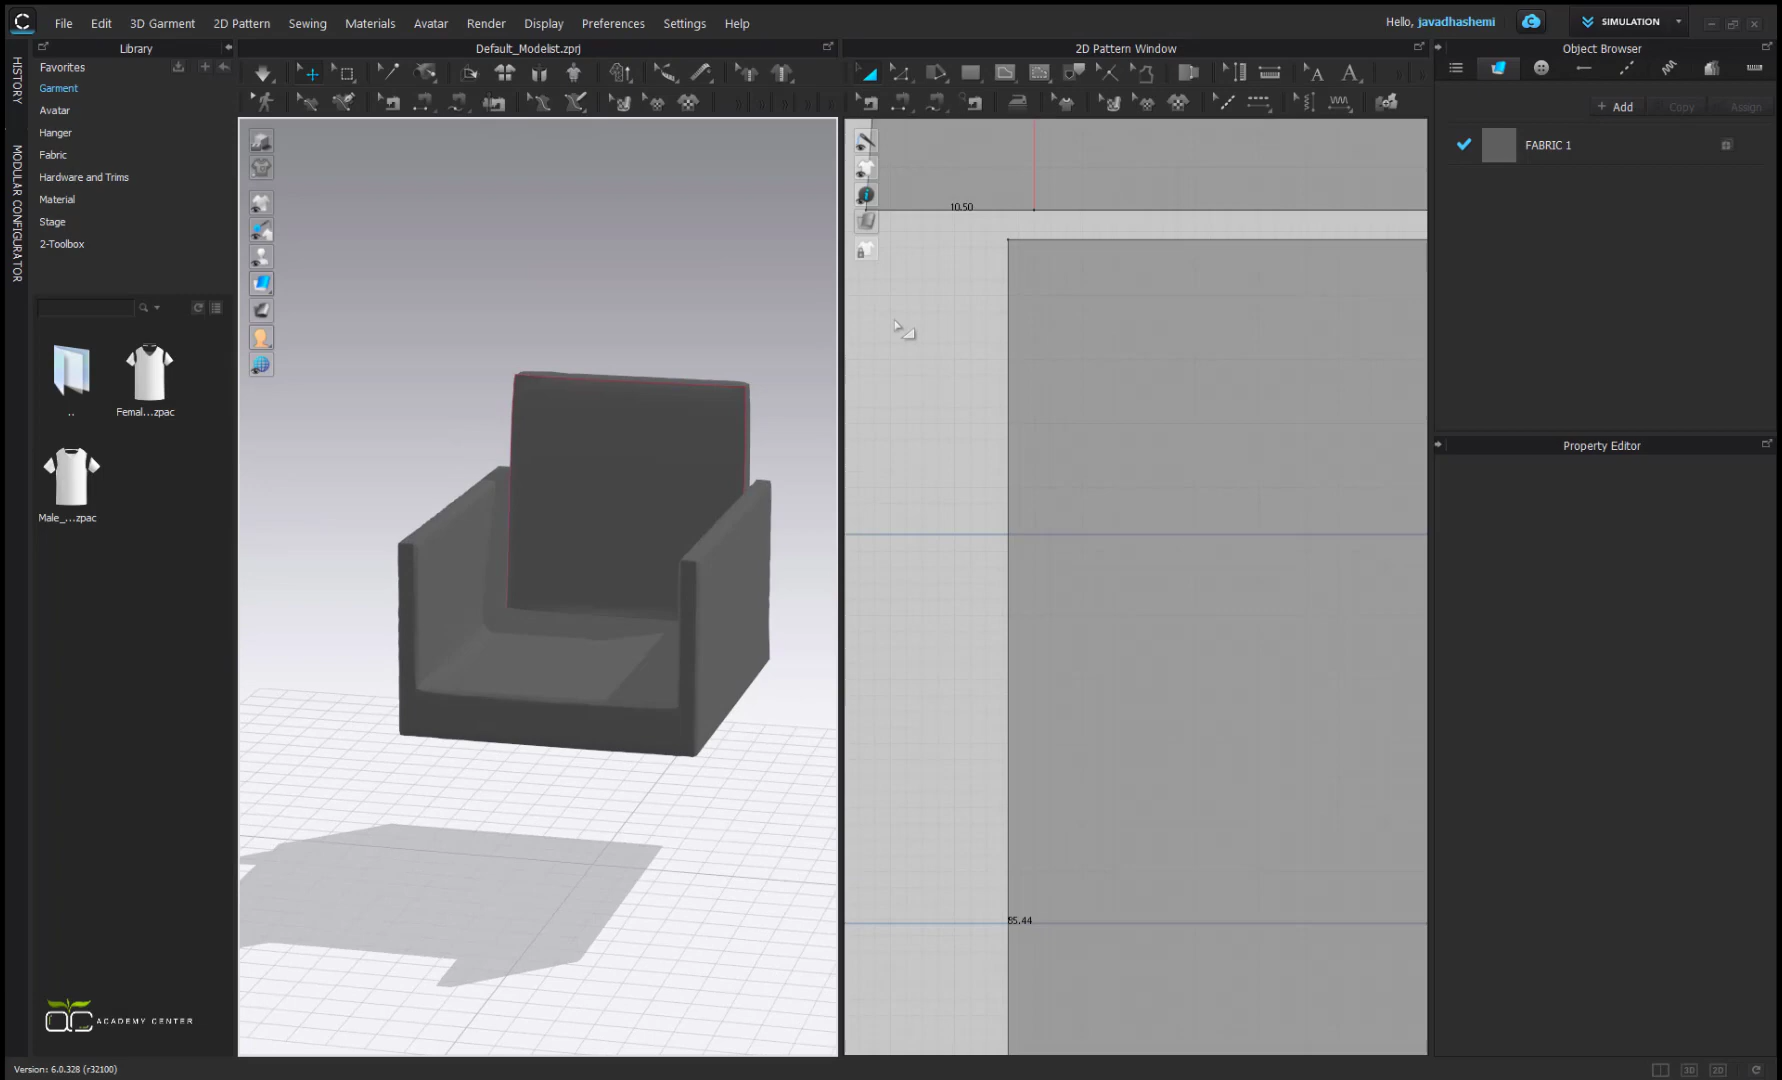 File Edit 3D Garment 2D Pattern Sewing Materials Avatar Render Display Preferences Settings Help
Hello, javadhashemi
SIMULATION
HISTORY
MODULAR CONFIGURATOR
Library
Default_Modelist.zprj
2D Pattern Window
Object Browser
Favorites
Garment
Avatar
Hanger
Fabric
Hardware and Trims
Material
Stage
2-Toolbox
..
Femal...zpac
Male_...zpac
10.50
+ Add Copy Assign
FABRIC 1
Property Editor
ac ACADEMY CENTER
Version: 6.0.328 (r32100)
3D 2D